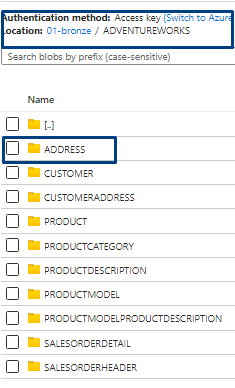 Authentication method: Access key (Switch to Azure
Location: 01-bronze / ADVENTUREWORKS
Search blobs by prefix (case-sensitive)
Name
[..]
ADDRESS
CUSTOMER
CUSTOMERADDRESS
PRODUCT
PRODUCTCATEGORY
PRODUCTDESCRIPTION
PRODUCTMODEL
PRODUCTMODELPRODUCTDESCRIPTION
SALESORDERDETAIL
SALESORDERHEADER